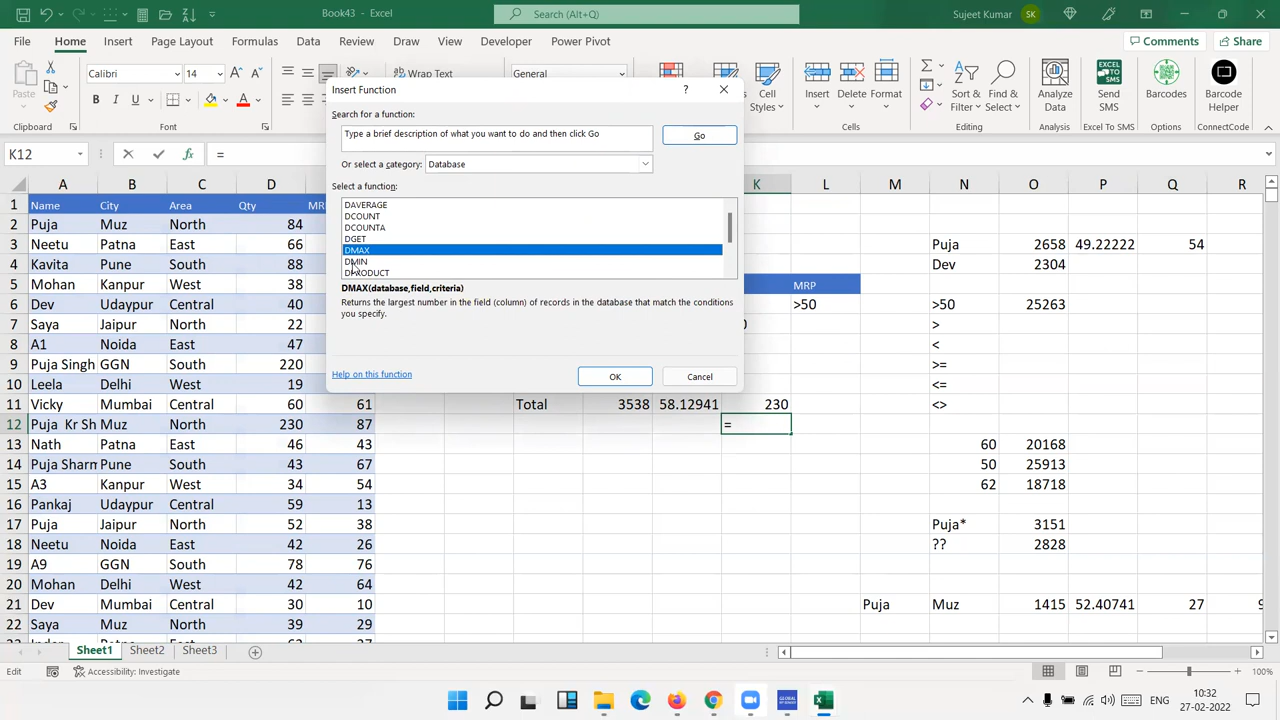 Book43 - Excel
Search (Alt+Q)
Sujeet Kumar
SK
File Home Insert Page Layout Formulas Data Review View Developer Power Pivot
Comments
Share
Paste
Calibri
14
Wrap Text
General
B I U
Styles
Insert
Delete
Format
Sort &
Filter
Find &
Select
Analyze
Data
Send
SMS
Barcodes
Barcode
Helper
Clipboard
Font
Cells
Editing
Analysis
Excel To SMS
Options
ConnectCode
Insert Function
?
Search for a function:
Type a brief description of what you want to do and then click Go
Go
Or select a category: Database
Select a function:
DAVERAGE
DCOUNT
DCOUNTA
DGET
DMAX
DMIN
DPRODUCT
DMAX(database,field,criteria)
Returns the largest number in the field (column) of records in the database that match the conditions
you specify.
Help on this function
OK
Cancel
K12
fx
=
A B C D K L M N O P Q R
1 Name City Area Qty
2 Puja Muz North 84
3 Neetu Patna East 66 Puja 2658 49.22222 54
4 Kavita Pune South 88 Dev 2304
5 Mohan Kanpur West 38 MRP
6 Dev Udaypur Central 40 >50 >50 25263
7 Saya Jaipur North 22 >
8 A1 Noida East 47 <
9 Puja Singh GGN South 220 >=
10 Leela Delhi West 19 <=
11 Vicky Mumbai Central 60 61 Total 3538 58.12941 230 <>
12 Puja Kr Sh Muz North 230 87 =
13 Nath Patna East 46 43 60 20168
14 Puja Sharm Pune South 43 67 50 25913
15 A3 Kanpur West 34 54 62 18718
16 Pankaj Udaypur Central 59 13
17 Puja Jaipur North 52 38 Puja* 3151
18 Neetu Noida East 42 26 ?? 2828
19 A9 GGN South 78 76
20 Mohan Delhi West 42 64
21 Dev Mumbai Central 30 10 Puja Muz 1415 52.40741 27
22 Saya Muz North 39 29
Sheet1 Sheet2 Sheet3
Edit
Accessibility: Investigate
100%
ENG
10:32
27-02-2022